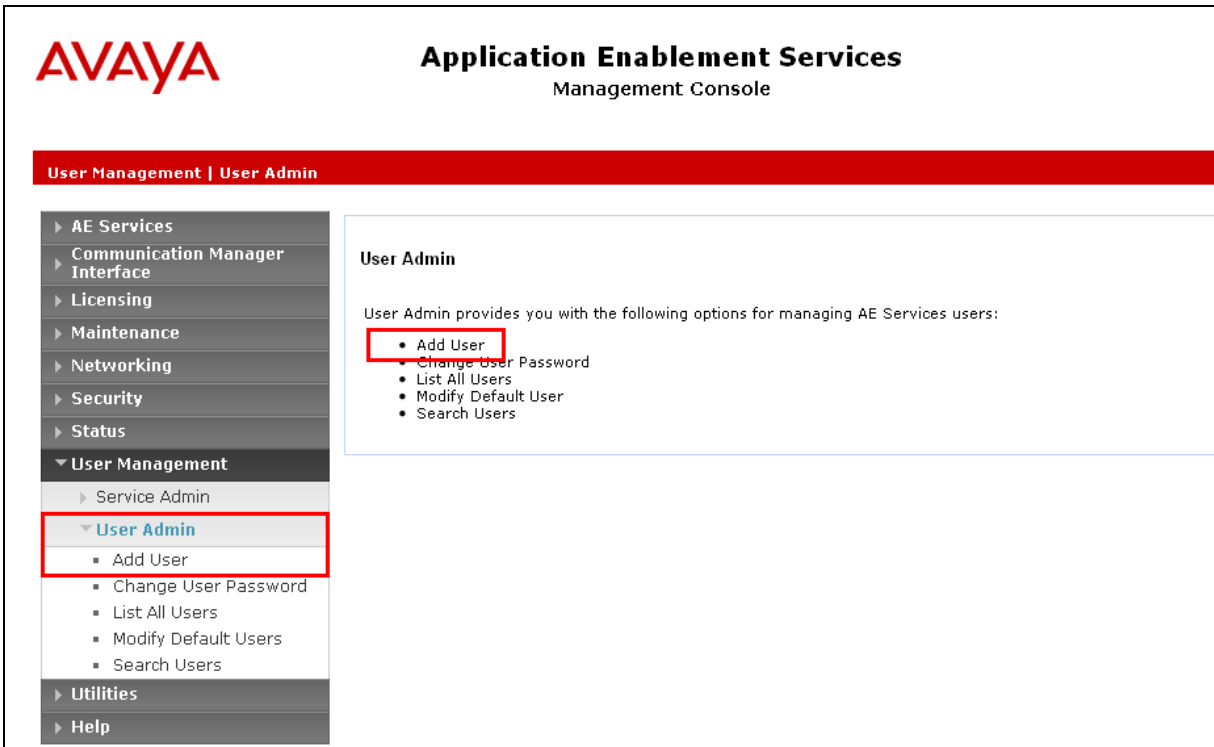 AVAYA
Application Enablement Services
Management Console
User Management | User Admin
AE Services
Communication Manager
Interface
Licensing
Maintenance
Networking
Security
Status
User Management
Service Admin
User Admin
Add User
Change User Password
List All Users
Modify Default Users
Search Users
Utilities
Help
User Admin
User Admin provides you with the following options for managing AE Services users:
Add User
Change User Password
List All Users
Modify Default User
Search Users